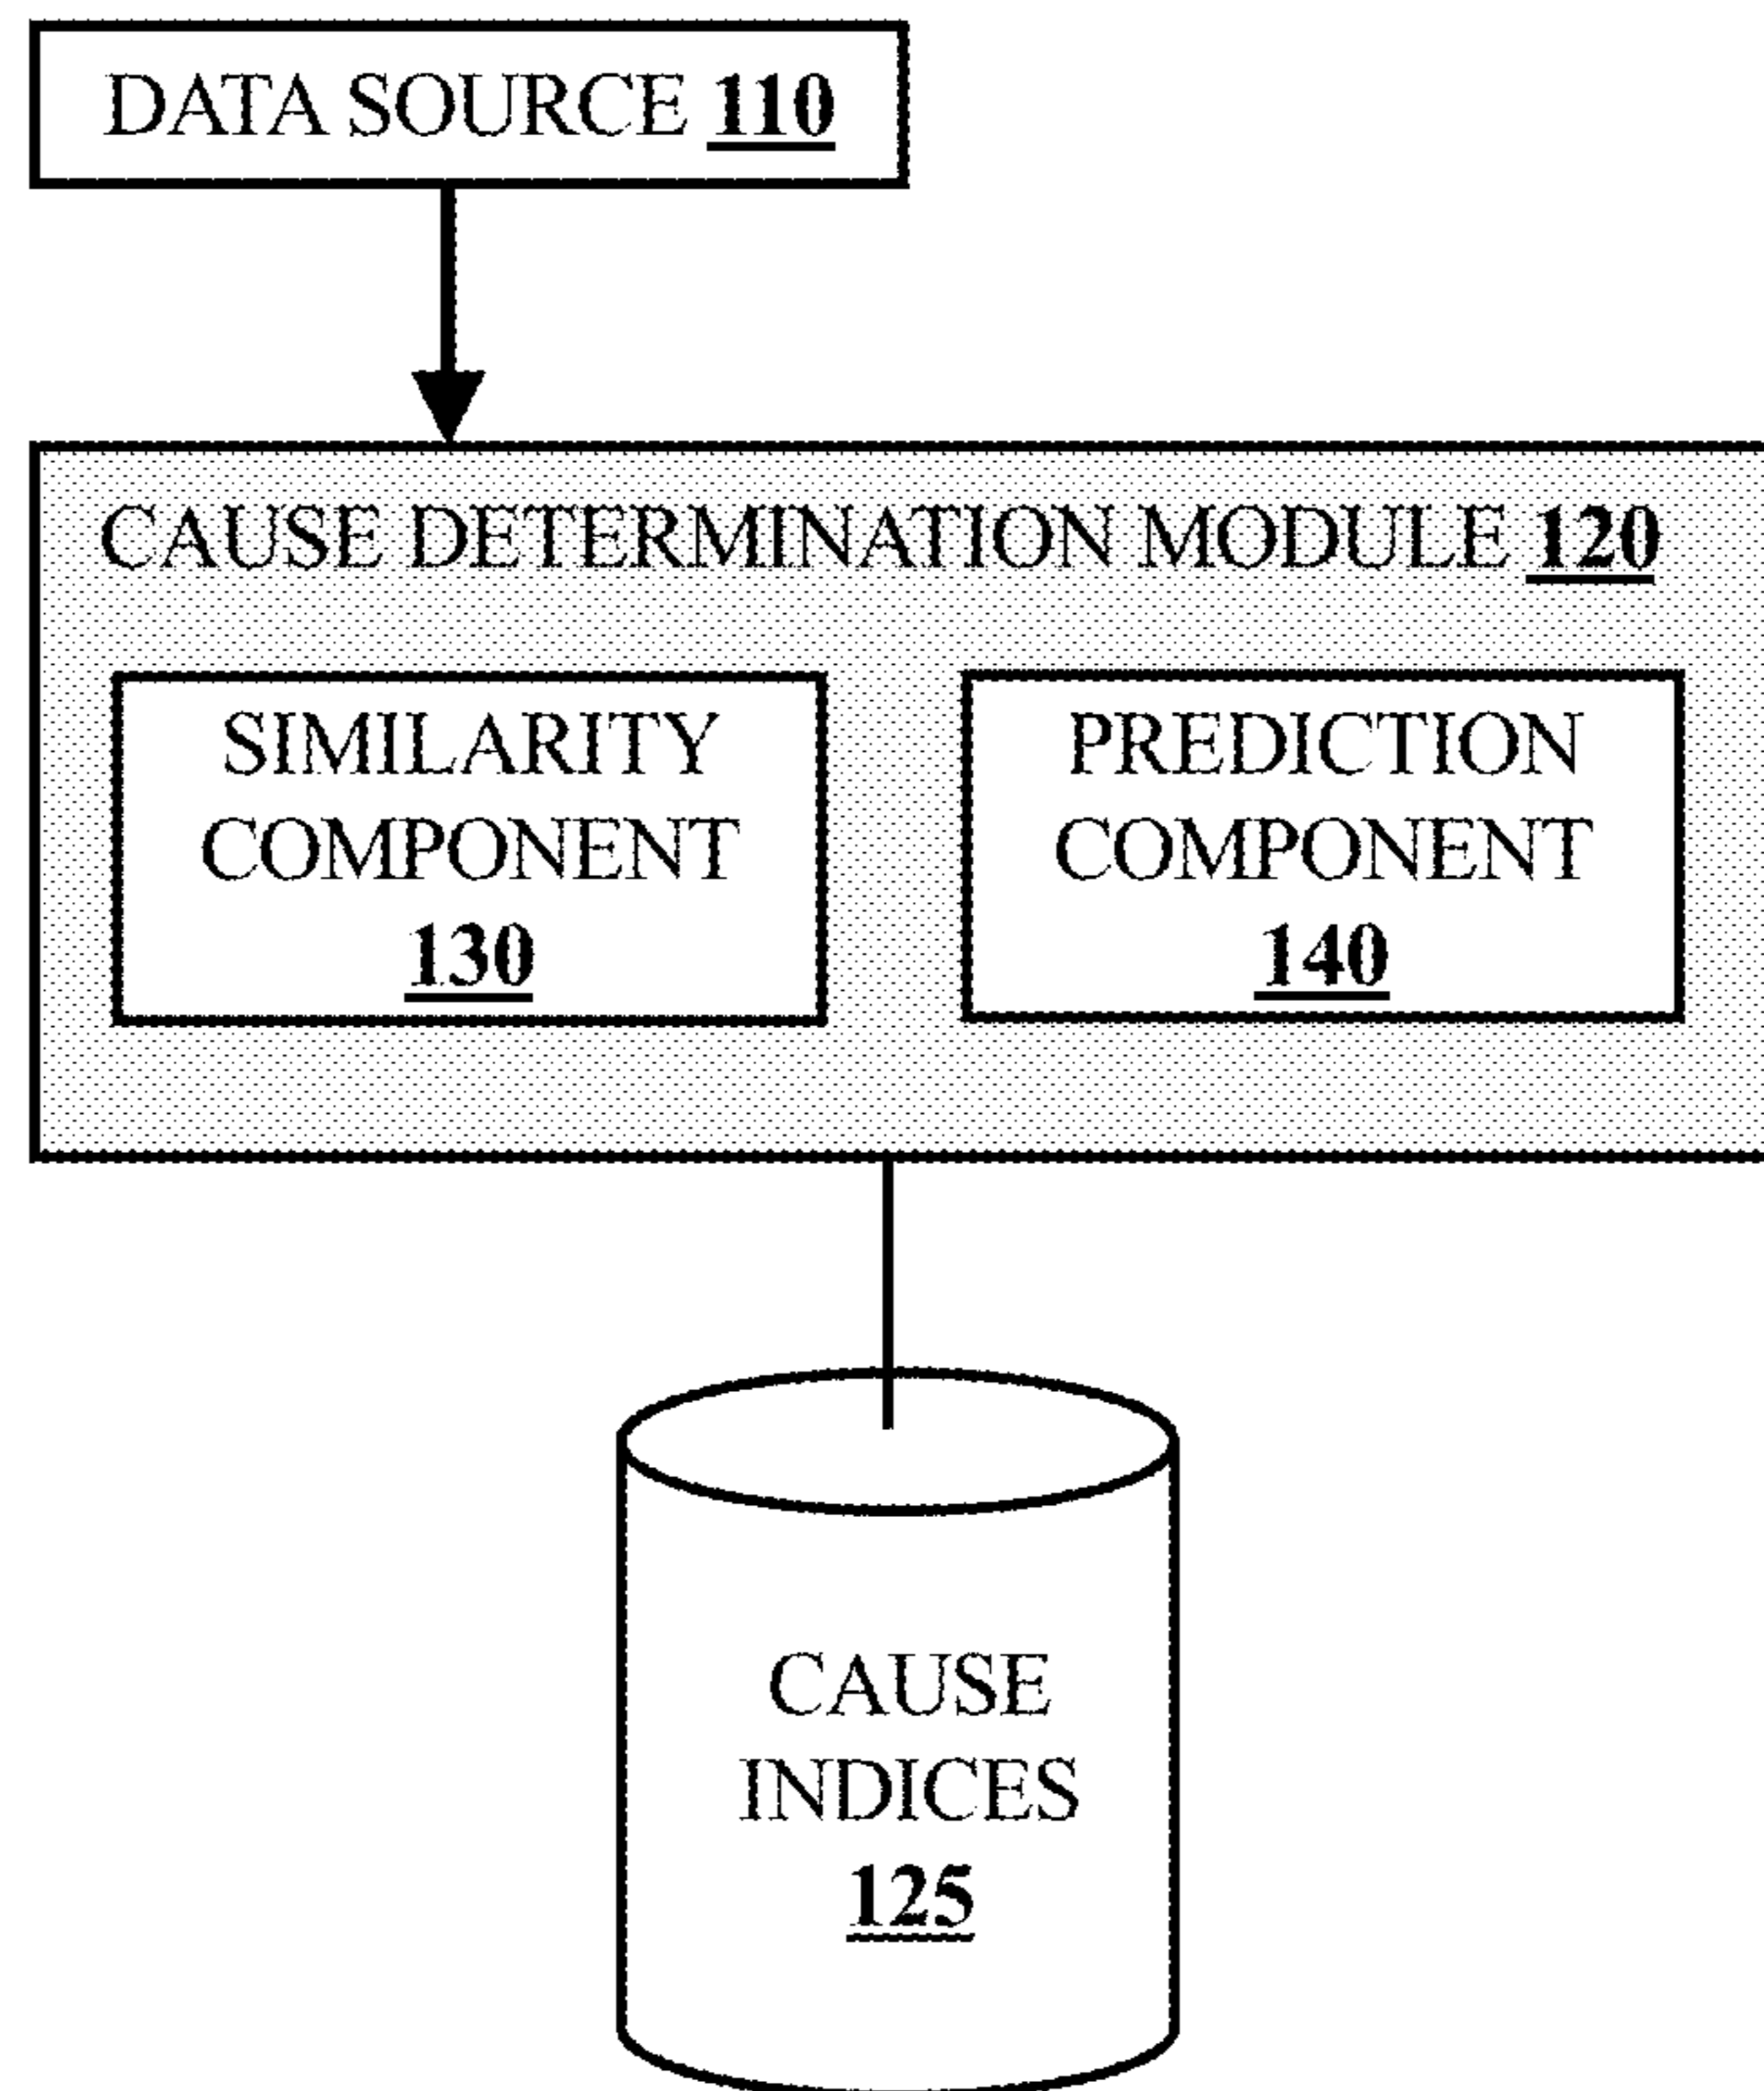 DATA SOURCE 110
CAUSE DETERMINATION MODULE 120
SIMILARITY
COMPONENT
130
PREDICTION
COMPONENT
140
CAUSE
INDICES
125